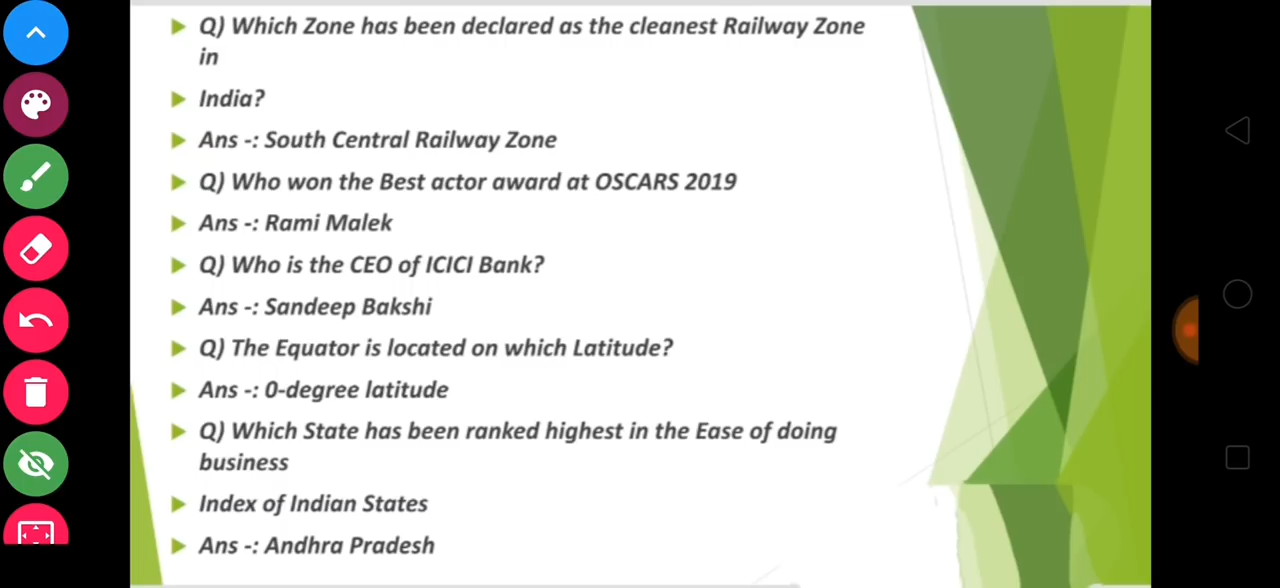 Q) Which Zone has been declared as the cleanest Railway Zone
in
India?
Ans -: South Central Railway Zone
Q) Who won the Best actor award at OSCARS 2019
Ans -: Rami Malek
Q) Who is the CEO of ICICI Bank?
Ans -: Sandeep Bakshi
Q) The Equator is located on which Latitude?
Ans -: 0-degree latitude
Q) Which State has been ranked highest in the Ease of doing
business
Index of Indian States
Ans -: Andhra Pradesh